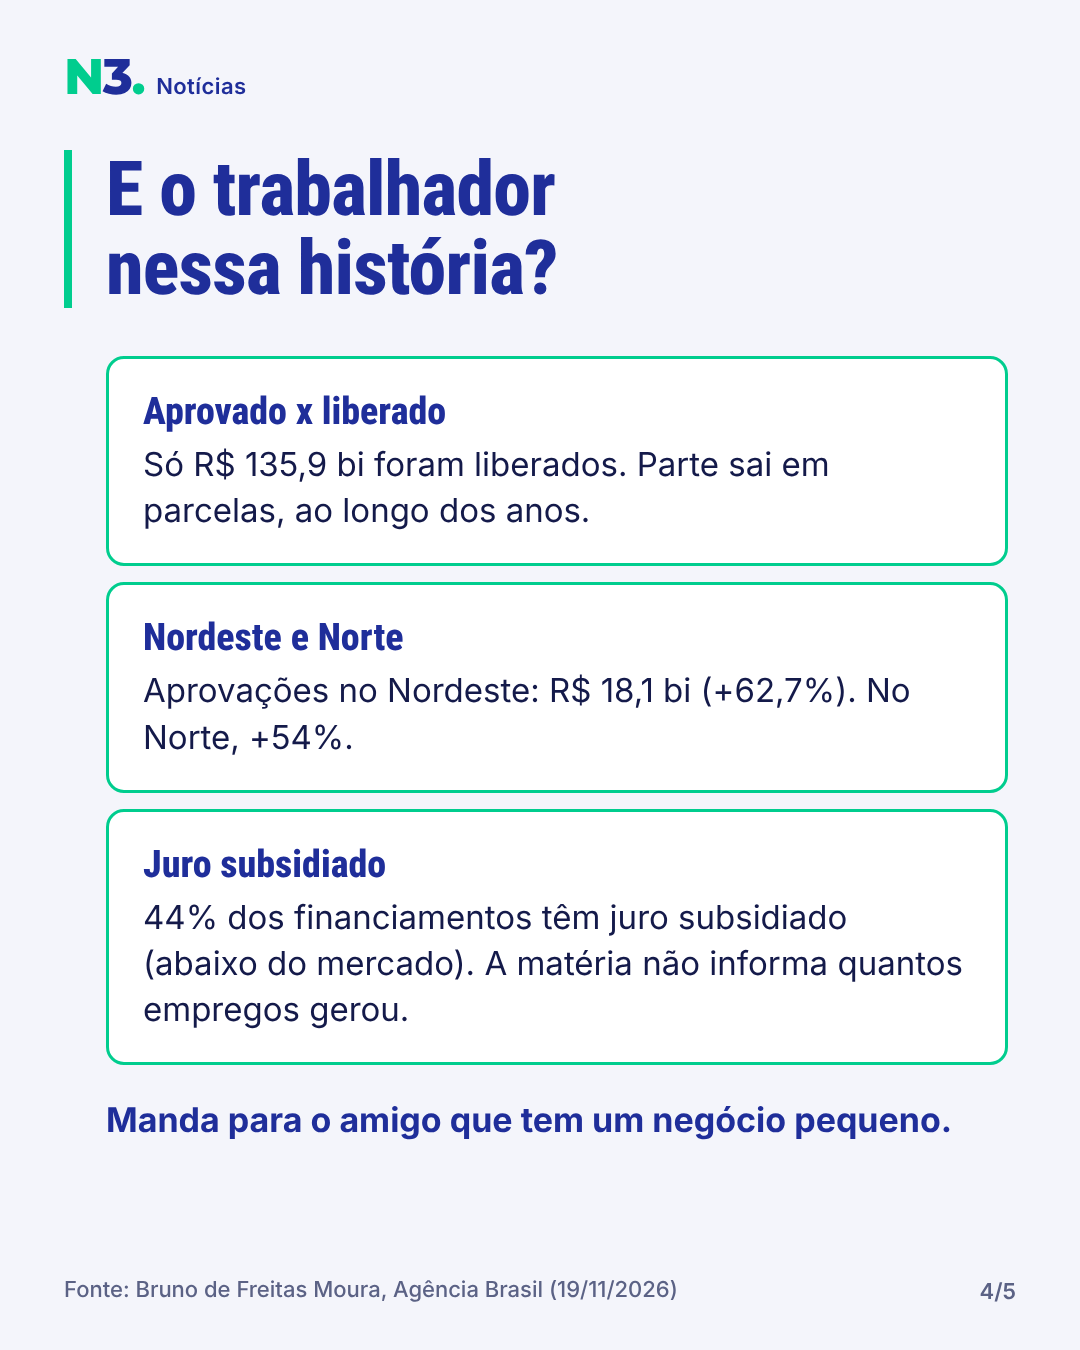 N3. Notícias
E o trabalhador
nessa história?
Aprovado x liberado
Só R$ 135,9 bi foram liberados. Parte sai em
parcelas, ao longo dos anos.
Nordeste e Norte
Aprovações no Nordeste: R$ 18,1 bi (+62,7%). No
Norte, +54%.
Juro subsidiado
44% dos financiamentos têm juro subsidiado
(abaixo do mercado). A matéria não informa quantos
empregos gerou.
Manda para o amigo que tem um negócio pequeno.
Fonte: Bruno de Freitas Moura, Agência Brasil (19/11/2026)
4/5